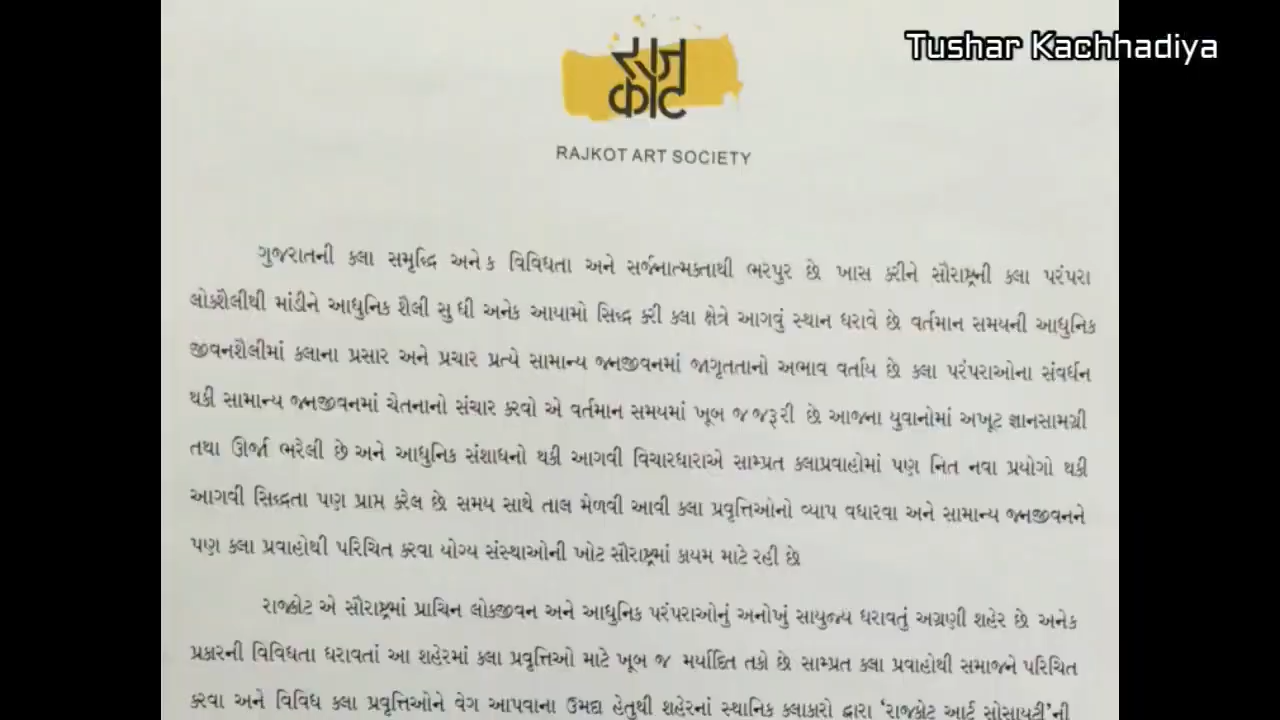 Tushar Kachhadiya
રાજ
કોટ
RAJKOT ART SOCIETY
ગુજરાતની કલા સમૃધ્ધિ અનેક વિવિધતા અને સર્જનાત્મક્તાથી ભરપુર છે ખાસ કરીને સૌરાષ્ટ્રની કલા પરંપરા
લોકશૈલીથી માંડીને આધુનિક શૈલી સુધી અનેક આયામો સિધ્ધ કરી કલા ક્ષેત્રે આગવું સ્થાન ધરાવે છે વર્તમાન સમયની આધુનિક
જીવનશૈલીમાં કલાના પ્રસાર અને પ્રચાર પ્રત્યે સામાન્ય જનજીવનમાં જાગૃતતાનો અભાવ વર્તાય છે કલા પરંપરાઓના સંવર્ધન
થકી સામાન્ય જનજીવનમાં ચેતનાનો સંચાર કરવો એ વર્તમાન સમયમાં ખૂબ જ જરૂરી છે આજના યુવાનોમાં અખૂટ જ્ઞાનસામગ્રી
તથા ઊર્જા ભરેલી છે અને આધુનિક સંશાધનો થકી આગવી વિચારધારાએ સામ્પ્રત કલાપ્રવાહોમાં પણ નિત નવા પ્રયોગો થકી
આગવી સિધ્ધતા પણ પ્રાપ્ત કરેલ છે સમય સાથે તાલ મેળવી આવી કલા પ્રવૃત્તિઓનો વ્યાપ વધારવા અને સામાન્ય જનજીવનને
પણ કલા પ્રવાહોથી પરિચિત કરવા યોગ્ય સંસ્થાઓની ખોટ સૌરાષ્ટ્રમાં કાયમ માટે રહી છે
રાજકોટ એ સૌરાષ્ટ્રમાં પ્રાચિન લોકજીવન અને આધુનિક પરંપરાઓનું અનોખું સાયુજ્ય ધરાવતું અગ્રણી શહેર છે અનેક
પ્રકારની વિવિધતા ધરાવતાં આ શહેરમાં કલા પ્રવૃત્તિઓ માટે ખૂબ જ મર્યાદિત તકો છે સામ્પ્રત કલા પ્રવાહોથી સમાજને પરિચિત
કરવા અને વિવિધ કલા પ્રવૃત્તિઓને વેગ આપવાના ઉમદા હેતુથી શહેરનાં સ્થાનિક કલાકારો દ્વારા 'રાજકોટ આર્ટ સોસાયટી'ની